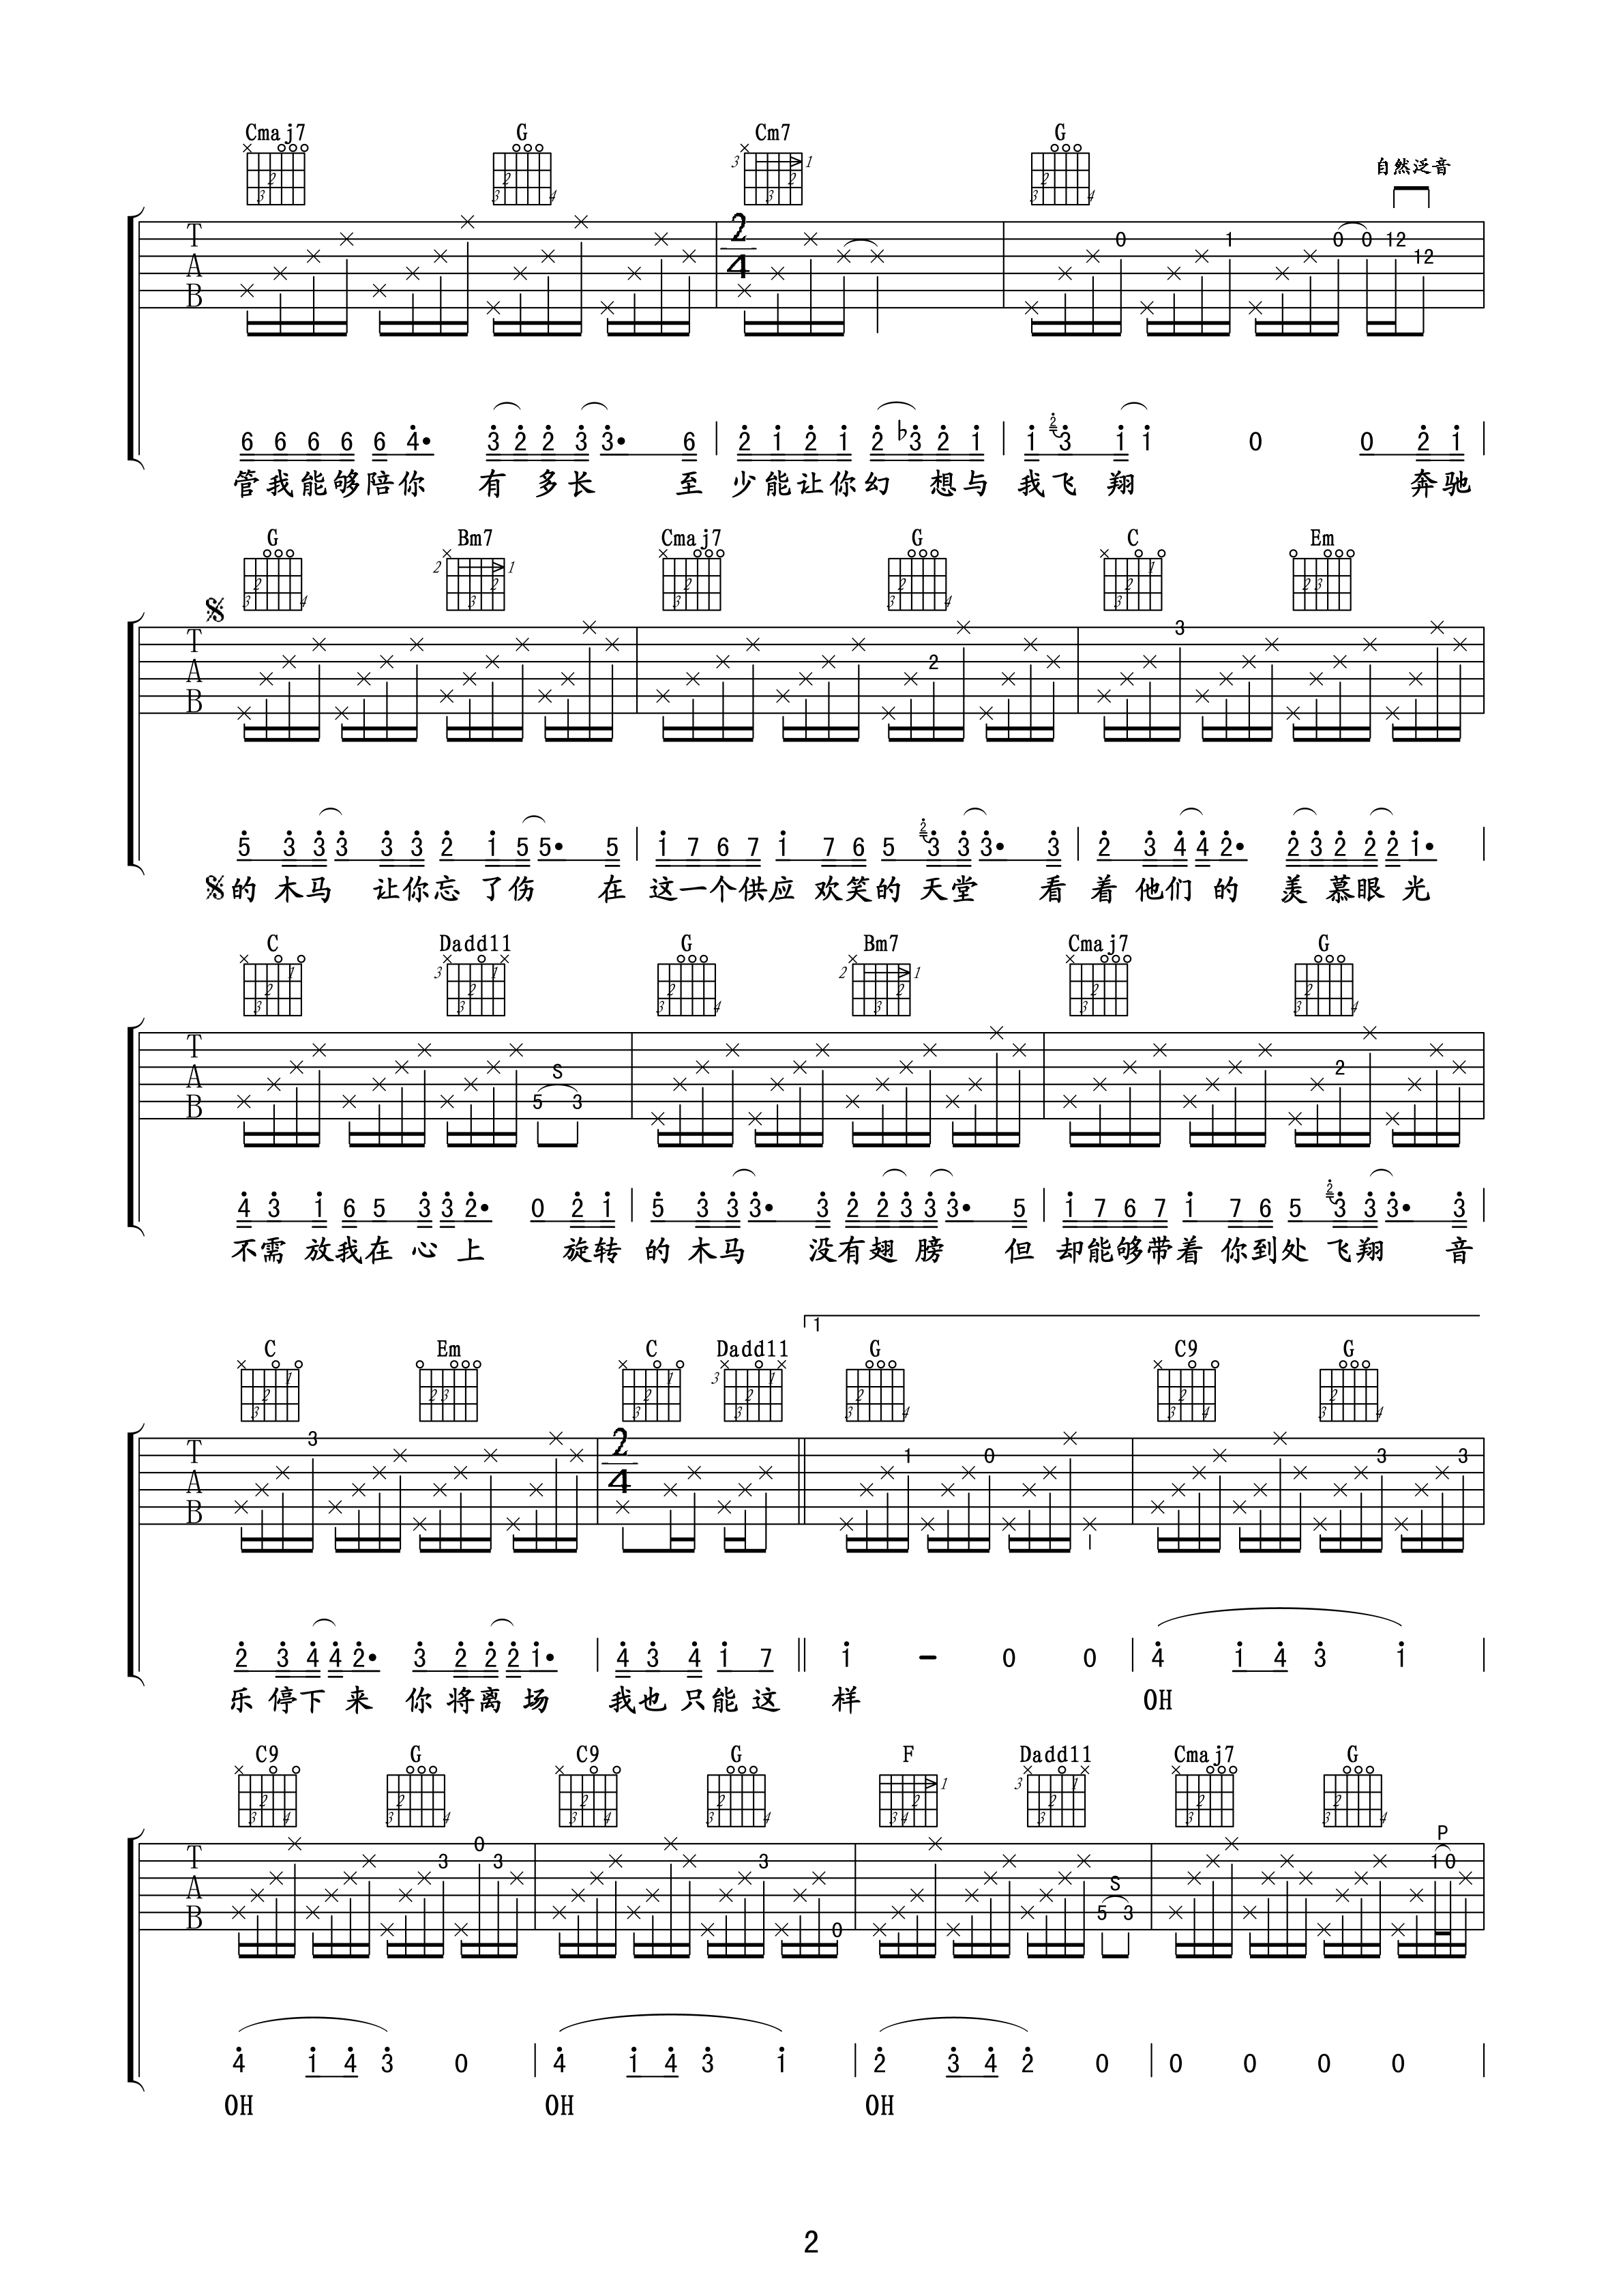 Cmaj7 G Cm7 G
自然泛音
3 2 2 3 3 2 1 3 2 4
T A B 2 4 0 1 0 0 12 12
6 6 6 6 6 4• 3 2 2 3 3• 6 2 1 2 1 2 b3 2 1 1 2 3 1 1 0 0 2 1
管我能够陪你 有 多长 至 少能让你幻 想与 我飞 翔 奔驰
G Bm7 Cmaj7 G C Em
T A B 2 3
5 3 3 3 3 3 2 1 5 5• 5 1 7 6 7 1 7 6 5 2 3 3 3• 3 2 3 4 4 2• 2 3 2 2 2 1•
的 木马 让你忘 了伤 在 这一个供应 欢笑的 天堂 看 着 他们 的 羡 慕眼 光
C Dadd11 G Bm7 Cmaj7 G
T A B S 5 3 2
4 3 1 6 5 3 3 2• 0 2 1 5 3 3 3• 3 2 2 3 3 3• 5 1 7 6 7 1 7 6 5 2 3 3 3• 3
不需 放我在 心 上 旋转 的 木马 没有翅 膀 但 却能够带着 你到处 飞翔 音
1
C Em C Dadd11 G C9 G
T A B 3 2 4 1 0 3 3
2 3 4 4 2• 3 2 2 2 1• 4 3 4 1 7 1 – 0 0 4 1 4 3 1
乐 停下 来 你 将离 场 我也 只能 这 样 OH
C9 G C9 G F Dadd11 Cmaj7 G
T A B 3 0 3 3 0 S 5 3 P 1 0
4 1 4 3 0 4 1 4 3 1 2 3 4 2 0 0 0 0 0
OH OH OH
2